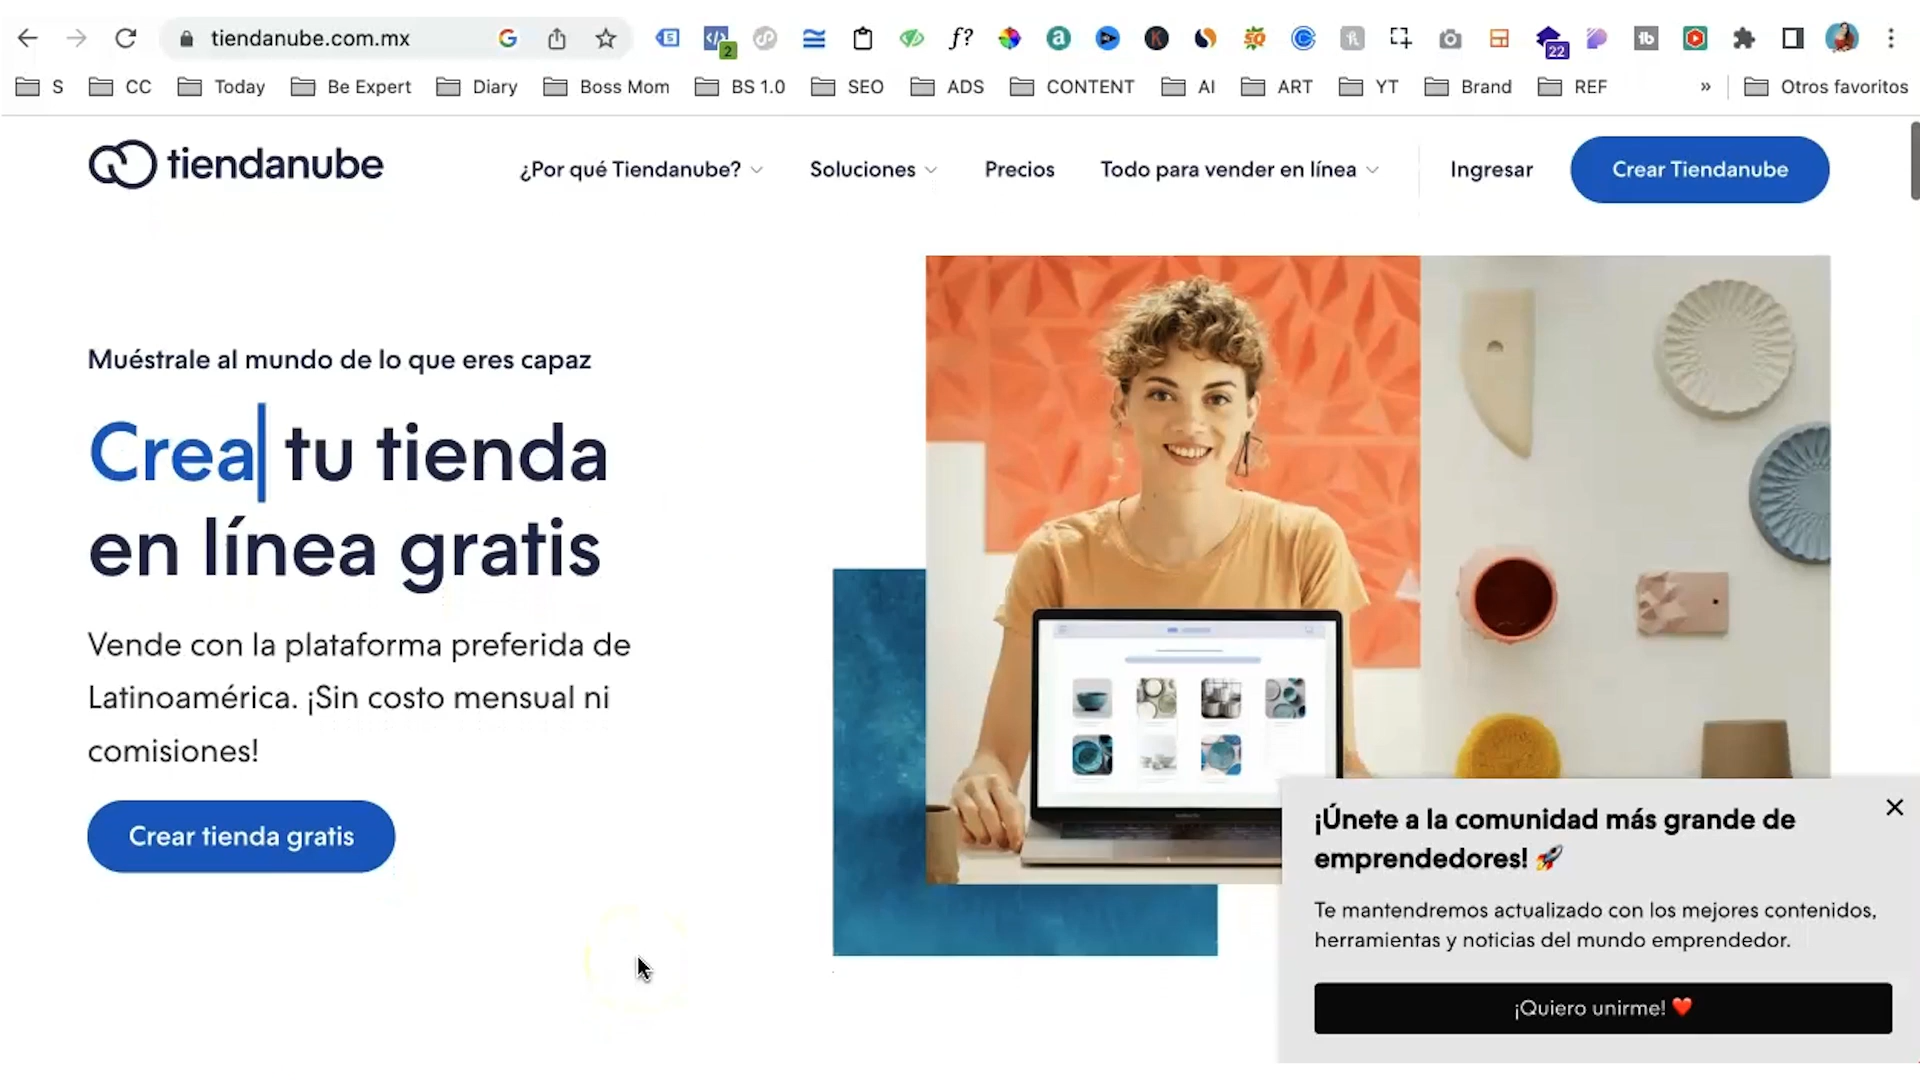 tiendanube.com.mx
2
f?
22
S
CC
Today
Be Expert
Diary
Boss Mom
BS 1.0
SEO
ADS
CONTENT
AI
ART
YT
Brand
REF
»
Otros favoritos
tiendanube
¿Por qué Tiendanube?
Soluciones
Precios
Todo para vender en línea
Ingresar
Crear Tiendanube
Muéstrale al mundo de lo que eres capaz
Crea tu tienda
en línea gratis
Vende con la plataforma preferida de
Latinoamérica. ¡Sin costo mensual ni
comisiones!
Crear tienda gratis
¡Únete a la comunidad más grande de
emprendedores! 🚀
Te mantendremos actualizado con los mejores contenidos,
herramientas y noticias del mundo emprendedor.
¡Quiero unirme! ❤️